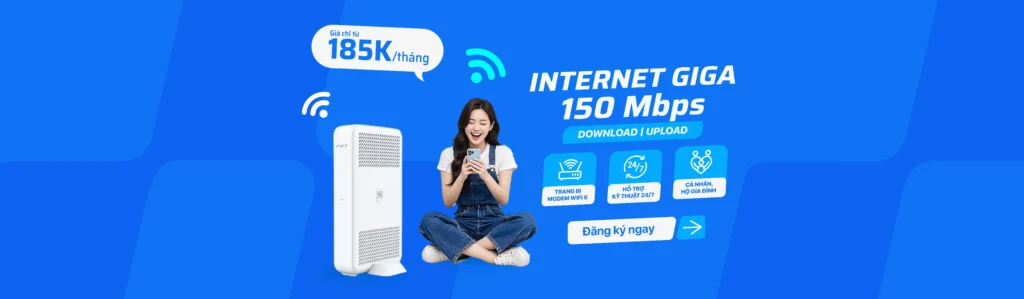 Giá chỉ từ
185K/tháng
INTERNET GIGA
150 Mbps
DOWNLOAD | UPLOAD
24/7
TRANG BỊ
MODEM WIFI 6
HỖ TRỢ
KỸ THUẬT 24/7
CÁ NHÂN,
HỘ GIA ĐÌNH
Đăng ký ngay